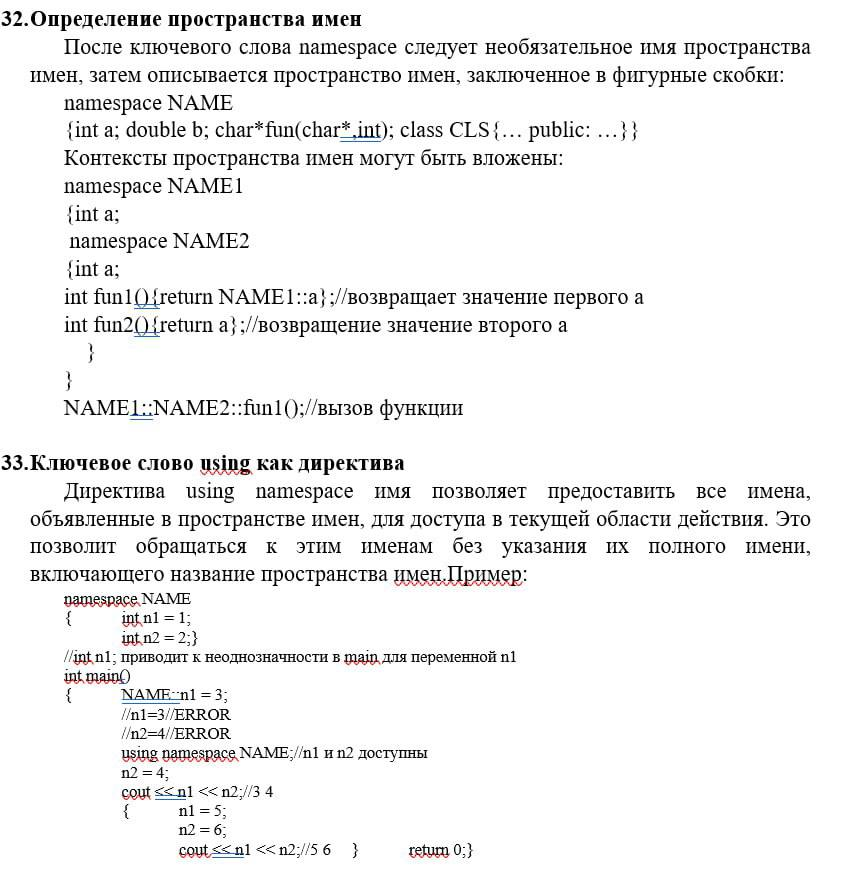 32.Определение пространства имен
После ключевого слова namespace следует необязательное имя пространства
имен, затем описывается пространство имен, заключенное в фигурные скобки:
namespace NAME
{int a; double b; char*fun(char*,int); class CLS{… public: …}}
Контексты пространства имен могут быть вложены:
namespace NAME1
{int a;
namespace NAME2
{int a;
int fun1(){return NAME1::a};//возвращает значение первого a
int fun2(){return a};//возвращение значение второго a
}
}
NAME1::NAME2::fun1();//вызов функции
33.Ключевое слово using как директива
Директива using namespace имя позволяет предоставить все имена,
объявленные в пространстве имен, для доступа в текущей области действия. Это
позволит обращаться к этим именам без указания их полного имени,
включающего название пространства имен.Пример:
namespace NAME
{ int n1 = 1;
int n2 = 2;}
//int n1; приводит к неоднозначности в main для переменной n1
int main()
{ NAME::n1 = 3;
//n1=3//ERROR
//n2=4//ERROR
using namespace NAME;//n1 и n2 доступны
n2 = 4;
cout << n1 << n2;//3 4
{ n1 = 5;
n2 = 6;
cout << n1 << n2;//5 6 } return 0;}